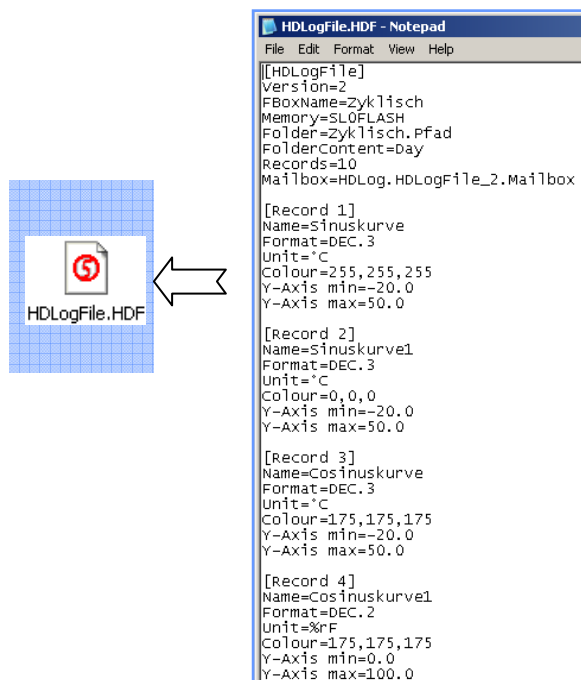 HDLogFile.HDF - Notepad
File Edit Format View Help
[HDLogFile]
Version=2
FBoxName=Zyklisch
Memory=SL0FLASH
Folder=Zyklisch.Pfad
FolderContent=Day
Records=10
Mailbox=HDLog.HDLogFile_2.Mailbox
[Record 1]
Name=Sinuskurve
Format=DEC.3
Unit=°C
Colour=255,255,255
Y-Axis min=-20.0
Y-Axis max=50.0
[Record 2]
Name=Sinuskurve1
Format=DEC.3
Unit=°C
Colour=0,0,0
Y-Axis min=-20.0
Y-Axis max=50.0
[Record 3]
Name=Cosinuskurve
Format=DEC.3
Unit=°C
Colour=175,175,175
Y-Axis min=-20.0
Y-Axis max=50.0
[Record 4]
Name=Cosinuskurve1
Format=DEC.2
Unit=%rF
Colour=175,175,175
Y-Axis min=0.0
Y-Axis max=100.0
HDLogFile.HDF